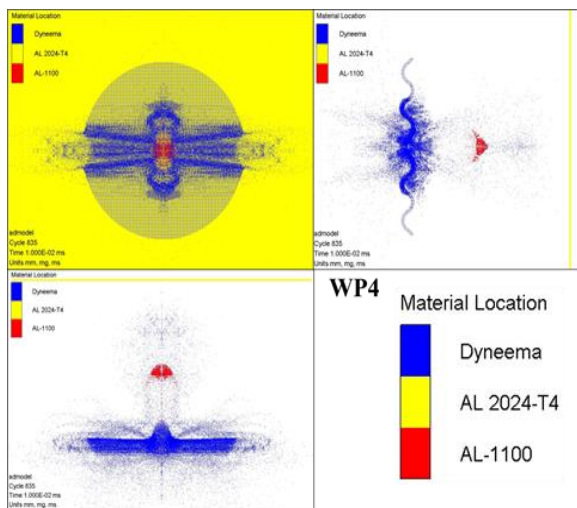 Material Location
Dyneema
AL 2024-T4
AL-1100
admodel
Cycle 835
Time 1.000E-02 ms
Units mm, mg, ms
Material Location
Dyneema
AL 2024-T4
AL-1100
admodel
Cycle 835
Time 1.000E-02 ms
Units mm, mg, ms
Material Location
Dyneema
AL 2024-T4
AL-1100
admodel
Cycle 835
Time 1.000E-02 ms
Units mm, mg, ms
WP4
Material Location
Dyneema
AL 2024-T4
AL-1100